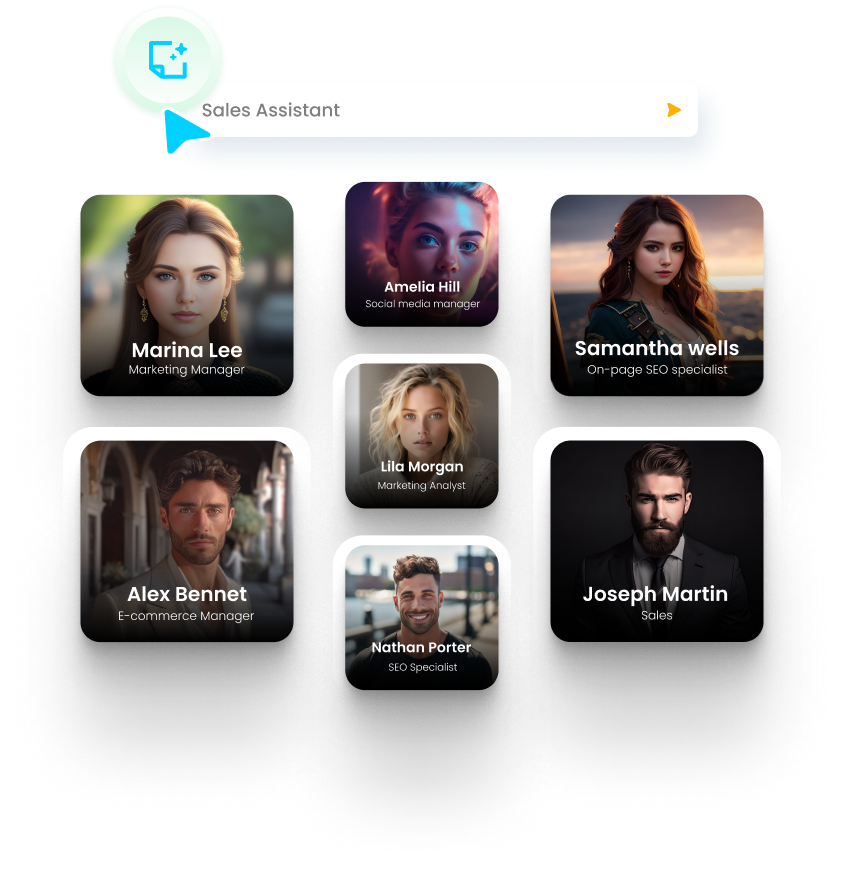 Sales Assistant
Marina Lee
Marketing Manager
Amelia Hill
Social media manager
Samantha wells
On-page SEO specialist
Lila Morgan
Marketing Analyst
Alex Bennet
E-commerce Manager
Joseph Martin
Sales
Nathan Porter
SEO Specialist